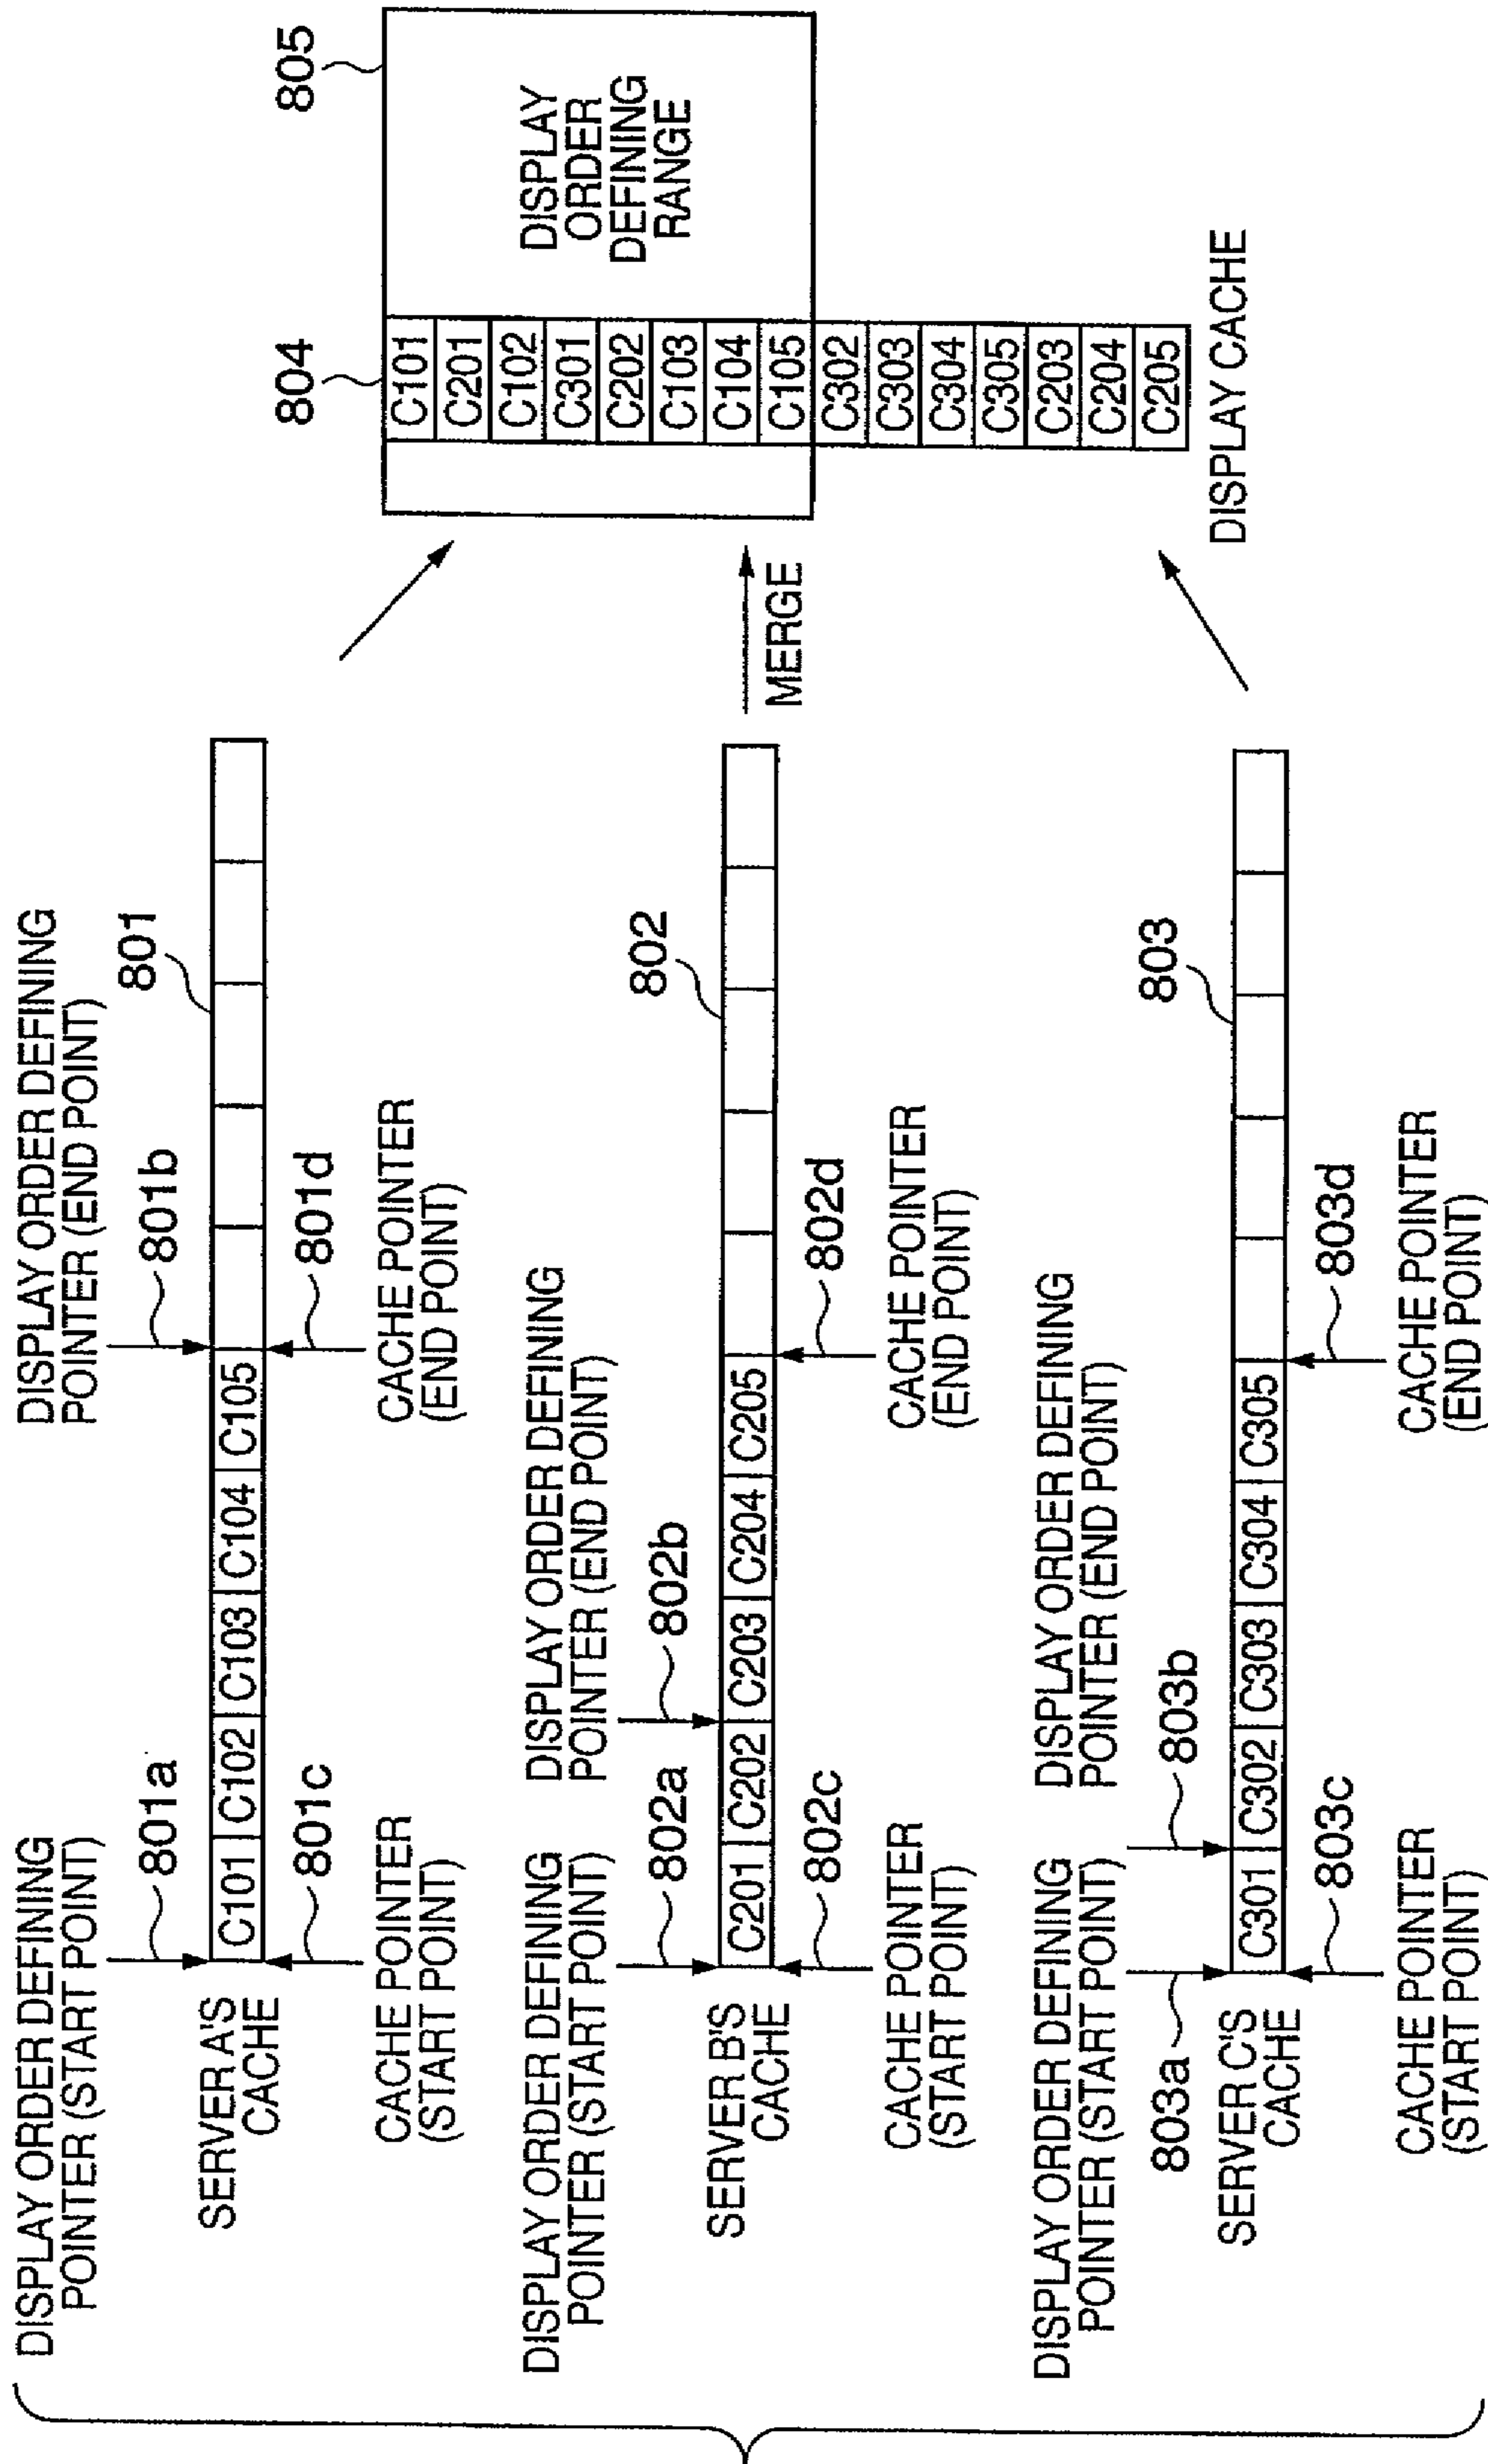 DISPLAY ORDER DEFINING
POINTER (START POINT)
DISPLAY ORDER DEFINING
POINTER (END POINT)
801a
801b
801
SERVER A'S
CACHE
C101 C102 C103 C104 C105
801c
801d
CACHE POINTER
(START POINT)
CACHE POINTER
(END POINT)
DISPLAY ORDER DEFINING
POINTER (START POINT)
DISPLAY ORDER DEFINING
POINTER (END POINT)
802a
802b
802
SERVER B'S
CACHE
C201 C202 C203 C204 C205
802c
802d
CACHE POINTER
(START POINT)
CACHE POINTER
(END POINT)
DISPLAY ORDER DEFINING
POINTER (START POINT)
DISPLAY ORDER DEFINING
POINTER (END POINT)
803a
803b
803
SERVER C'S
CACHE
C301 C302 C303 C304 C305
803c
803d
CACHE POINTER
(START POINT)
CACHE POINTER
(END POINT)
MERGE
804
805
C101
C201
C102
C301
C202
C103
C104
C105
C302
C303
C304
C305
C203
C204
C205
DISPLAY
ORDER
DEFINING
RANGE
DISPLAY CACHE